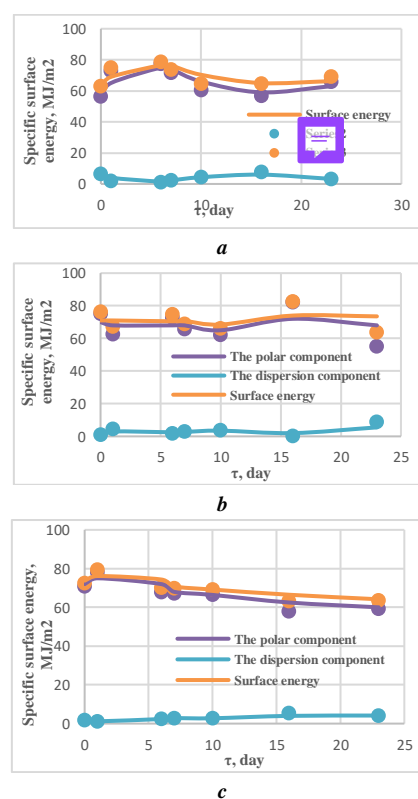 Specific surface
energy, MJ/m2
100
80
60
40
20
0
Surface energy
0
10
20
30
τ, day
a
Specific surface
energy, MJ/m2
100
80
60
40
20
0
The polar component
The dispersion component
Surface energy
0
5
10
15
20
25
τ, day
b
Specific surface energy,
MJ/m2
100
80
60
40
20
0
The polar component
The dispersion component
Surface energy
0
5
10
15
20
25
τ, day
c